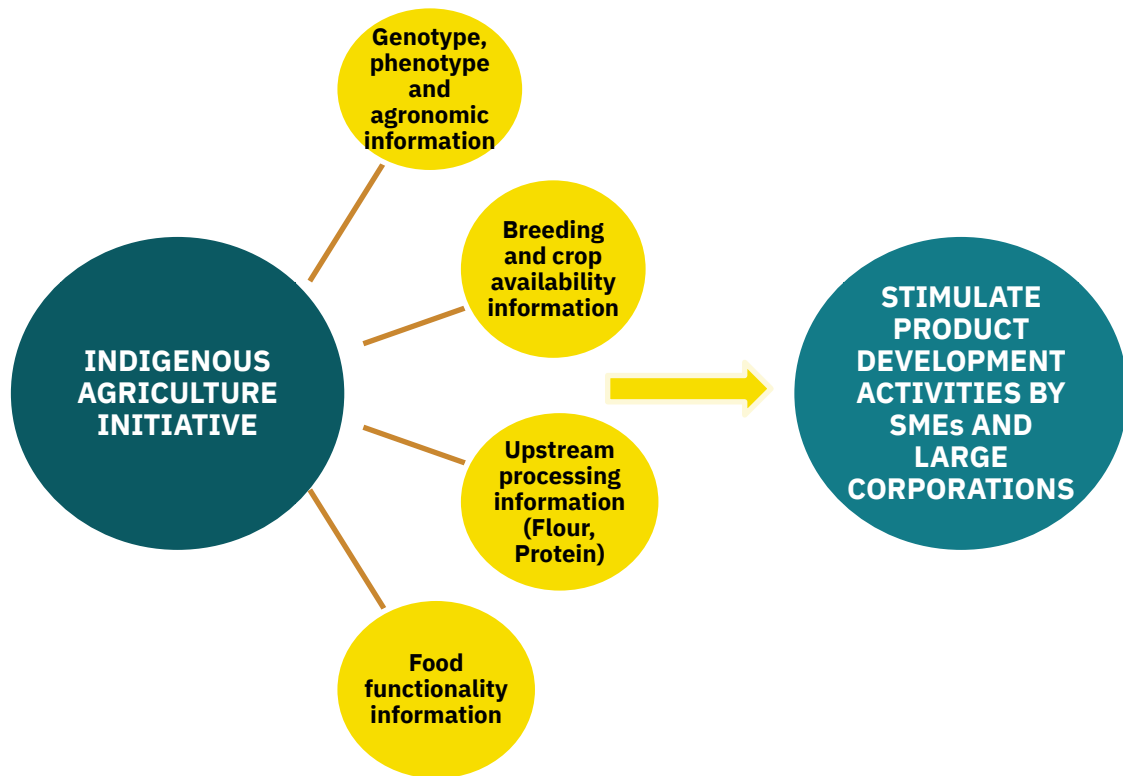 Genotype,
phenotype
and
agronomic
information
Breeding
and crop
availability
information
INDIGENOUS
AGRICULTURE
INITIATIVE
STIMULATE
PRODUCT
DEVELOPMENT
ACTIVITIES BY
SMEs AND
LARGE
CORPORATIONS
Upstream
processing
information
(Flour,
Protein)
Food
functionality
information